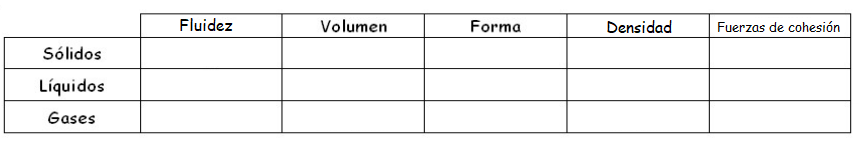 Fluidez Volumen Forma Densidad Fuerzas de cohesión
Sólidos
Líquidos
Gases